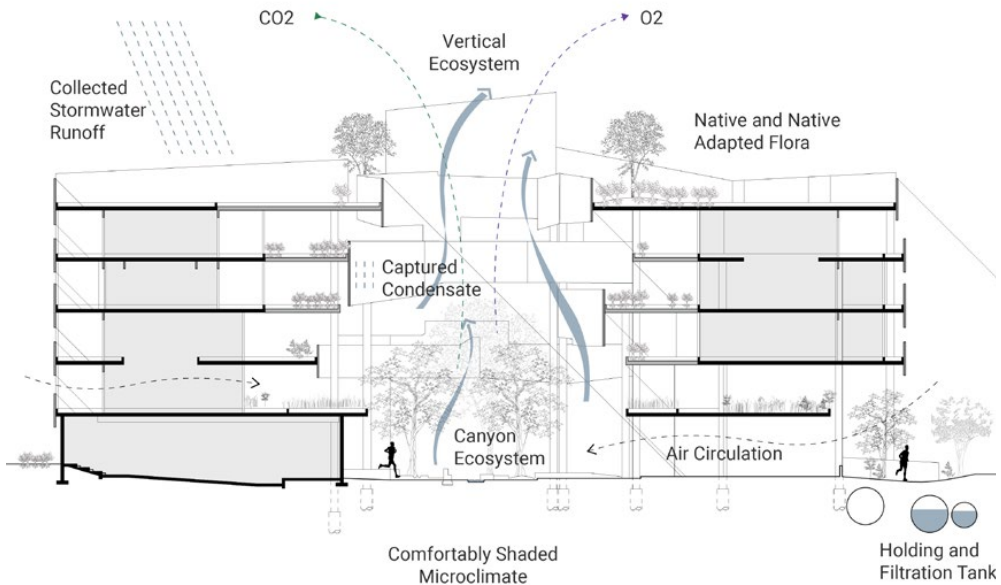 CO2
O2
Vertical
Ecosystem
Collected
Stormwater
Runoff
Native and Native
Adapted Flora
Captured
Condensate
Canyon
Ecosystem
Air Circulation
Comfortably Shaded
Microclimate
Holding and
Filtration Tank